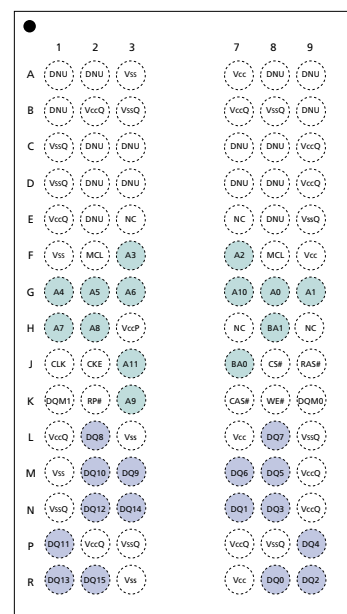 1 2 3 7 8 9
A DNU DNU Vss Vcc DNU DNU
B DNU VccQ VssQ VccQ VssQ DNU
C VssQ DNU DNU DNU DNU VccQ
D VssQ DNU DNU DNU DNU VccQ
E VccQ DNU NC NC DNU VssQ
F Vss MCL A3 A2 MCL Vcc
G A4 A5 A6 A10 A0 A1
H A7 A8 VccP NC BA1 NC
J CLK CKE A11 BA0 CS# RAS#
K DQM1 RP# A9 CAS# WE# DQM0
L VccQ DQ8 Vss Vcc DQ7 VssQ
M Vss DQ10 DQ9 DQ6 DQ5 VccQ
N VssQ DQ12 DQ14 DQ1 DQ3 VccQ
P DQ11 VccQ VssQ VccQ VssQ DQ4
R DQ13 DQ15 Vss Vcc DQ0 DQ2